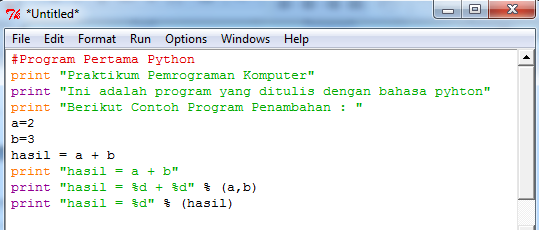 *Untitled*
File Edit Format Run Options Windows Help
#Program Pertama Python
print "Praktikum Pemrograman Komputer"
print "Ini adalah program yang ditulis dengan bahasa pyhton"
print "Berikut Contoh Program Penambahan : "
a=2
b=3
hasil = a + b
print "hasil = a + b"
print "hasil = %d + %d" % (a,b)
print "hasil = %d" % (hasil)